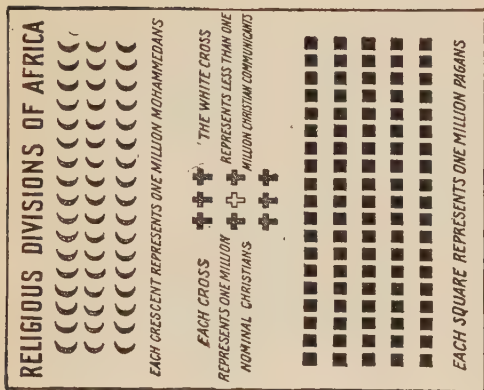 RELIGIOUS DIVISIONS OF AFRICA
EACH CRESCENT REPRESENTS ONE MILLION MOHAMMEDANS
EACH CROSS
REPRESENTS ONE MILLION
NOMINAL CHRISTIANS
THE WHITE CROSS
REPRESENTS LESS THAN ONE
MILLION CHRISTIAN COMMUNICANTS
EACH SQUARE REPRESENTS ONE MILLION PAGANS